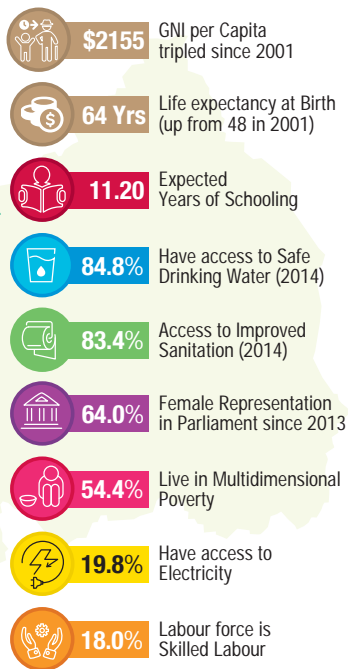 $2155
GNI per Capita
tripled since 2001
64 Yrs
Life expectancy at Birth
(up from 48 in 2001)
11.20
Expected
Years of Schooling
84.8%
Have access to Safe
Drinking Water (2014)
83.4%
Access to Improved
Sanitation (2014)
64.0%
Female Representation
in Parliament since 2013
54.4%
Live in Multidimensional
Poverty
19.8%
Have access to
Electricity
18.0%
Labour force is
Skilled Labour